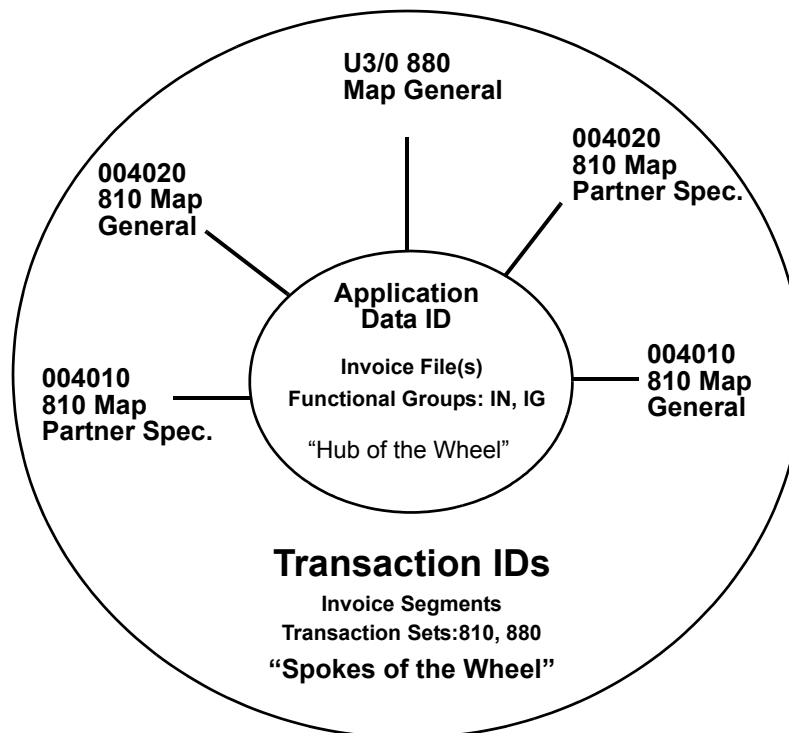 U3/0 880
Map General
004020
810 Map
Partner Spec.
004020
810 Map
General
Application
Data ID
Invoice File(s)
Functional Groups: IN, IG
“Hub of the Wheel”
004010
810 Map
General
004010
810 Map
Partner Spec.
Transaction IDs
Invoice Segments
Transaction Sets:810, 880
“Spokes of the Wheel”